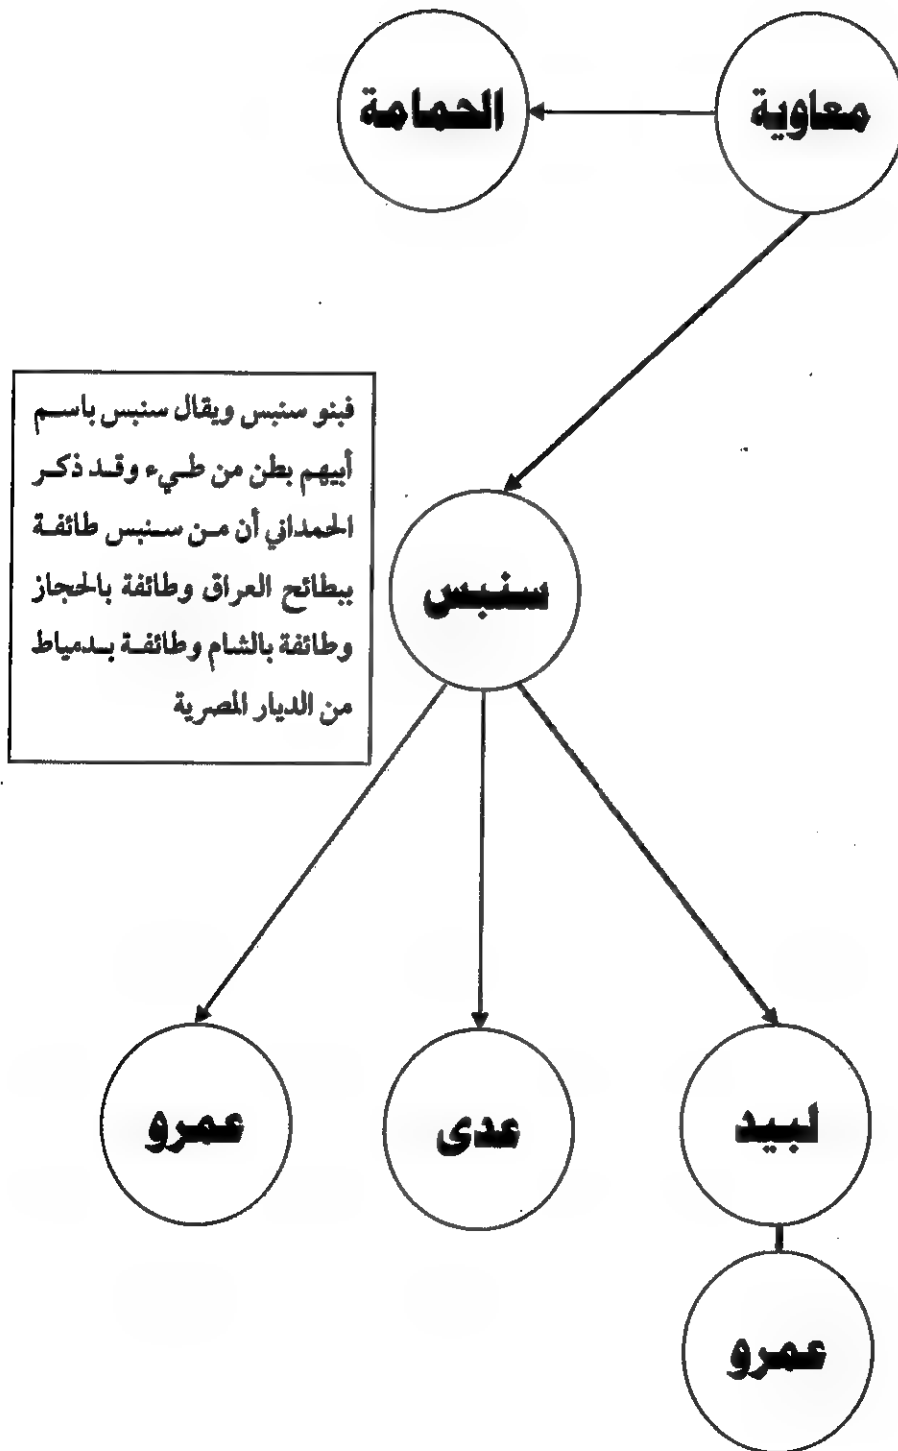 معاوية
الحمامة
فبنو سنبس ويقال سنبس باسم
أبيهم بطن من طيء وقد ذكر
الحمداني أن من سنبس طائفة
ببطائح العراق وطائفة بالحجاز
وطائفة بالشام وطائفة بدمياط
من الديار المصرية
سنبس
لبيد
عدى
عمرو
عمرو